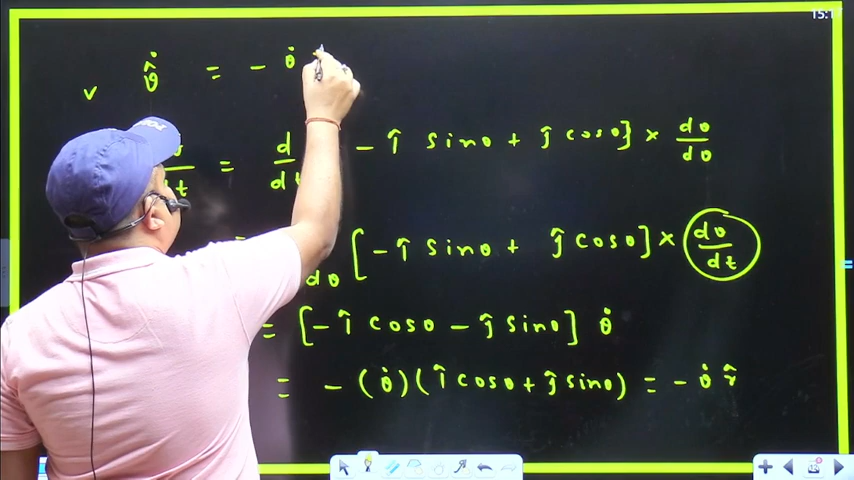 15:1
v θ̂̇ = - θ̇
t = d/dt - î sinθ + ĵ cosθ] × dθ/dθ
= dθ [-î sinθ + ĵ cosθ] × dθ/dt
= [-î cosθ - ĵ sinθ] θ̇
= - (θ̇)(î cosθ + ĵ sinθ) = - θ̇ r̂